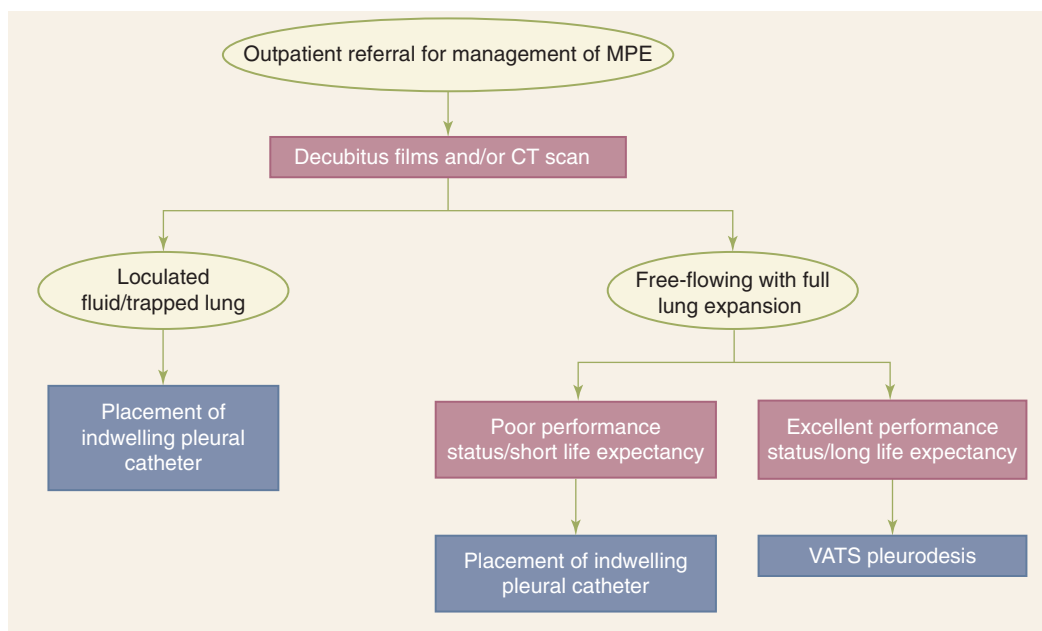 Outpatient referral for management of MPE
Decubitus films and/or CT scan
Loculated
fluid/trapped lung
Free-flowing with full
lung expansion
Placement of
indwelling pleural
catheter
Poor performance
status/short life expectancy
Excellent performance
status/long life expectancy
Placement of indwelling
pleural catheter
VATS pleurodesis